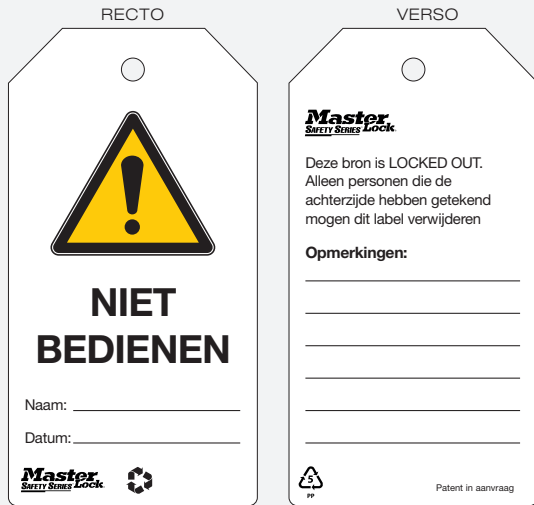 RECTO
NIET
BEDIENEN
Naam:
Datum:
Master Lock
SAFETY SERIES
VERSO
Master Lock
SAFETY SERIES
Deze bron is LOCKED OUT.
Alleen personen die de
achterzijde hebben getekend
mogen dit label verwijderen
Opmerkingen:
5
PP
Patent in aanvraag